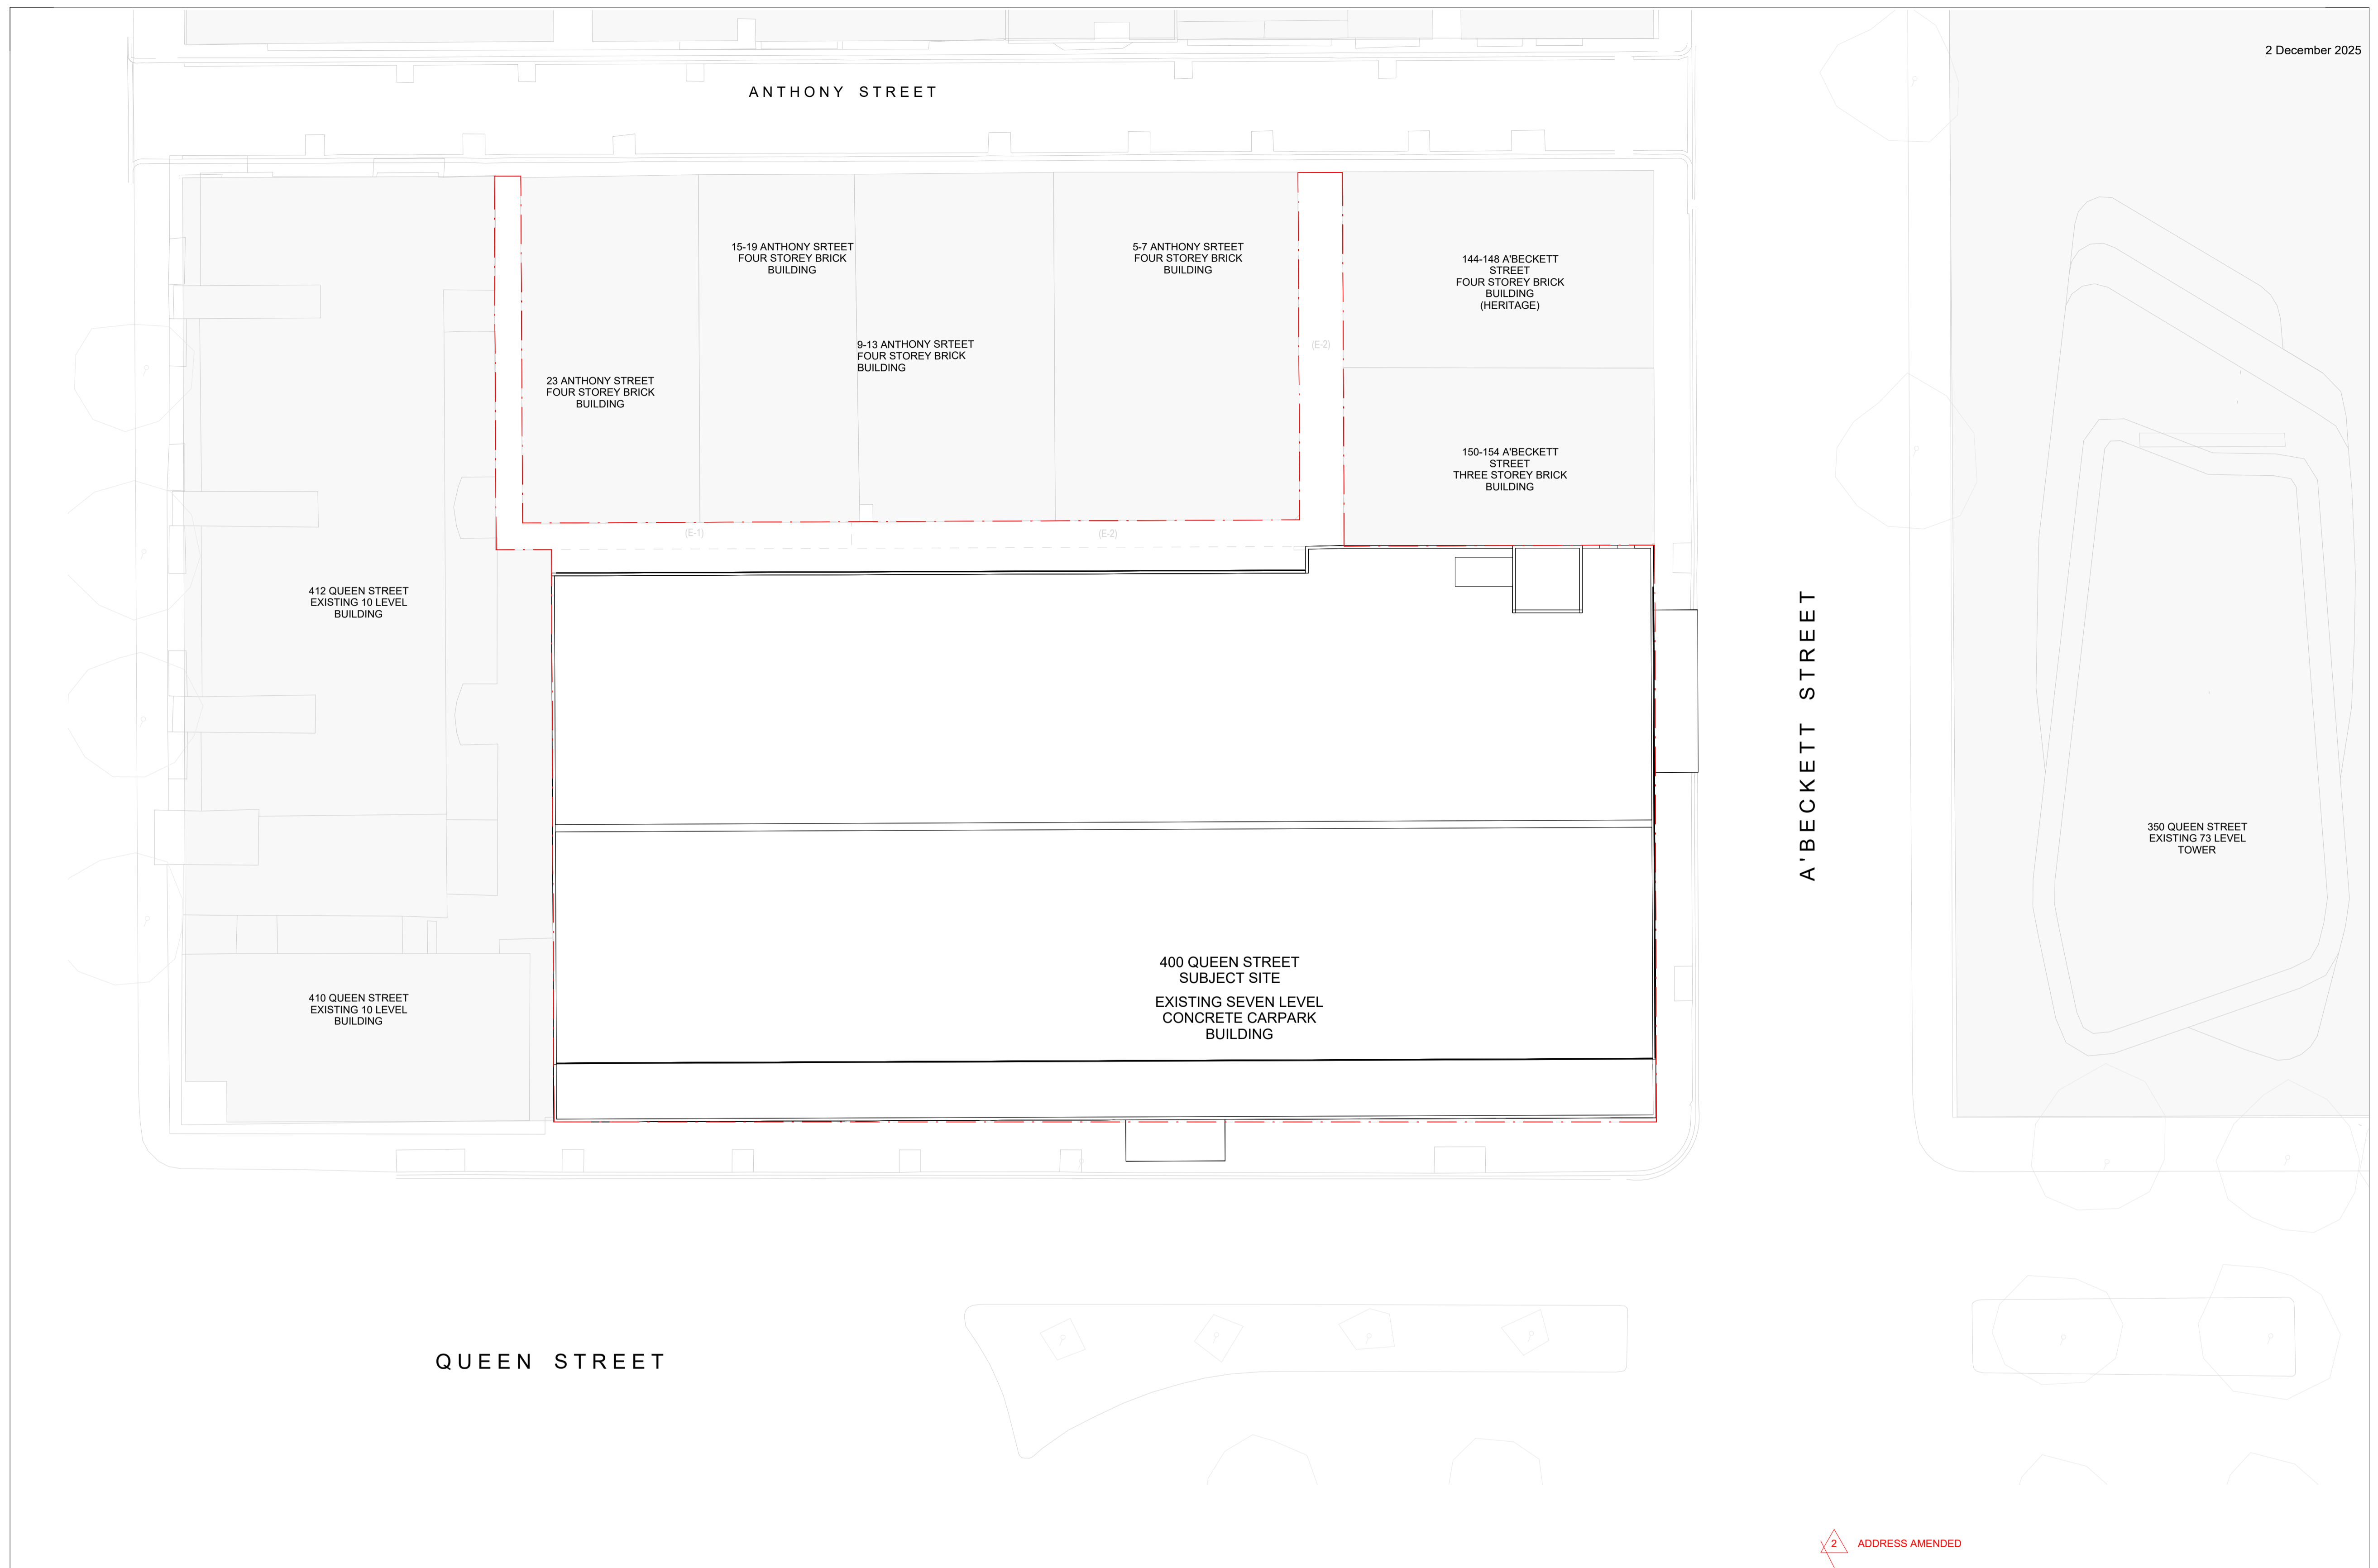 2 December 2025
ANTHONY STREET
15-19 ANTHONY SRTEET
FOUR STOREY BRICK
BUILDING
5-7 ANTHONY SRTEET
FOUR STOREY BRICK
BUILDING
144-148 A'BECKETT
STREET
FOUR STOREY BRICK
BUILDING
(HERITAGE)
9-13 ANTHONY SRTEET
FOUR STOREY BRICK
BUILDING
(E-2)
23 ANTHONY STREET
FOUR STOREY BRICK
BUILDING
150-154 A'BECKETT
STREET
THREE STOREY BRICK
BUILDING
(E-1)
(E-2)
412 QUEEN STREET
EXISTING 10 LEVEL
BUILDING
A'BECKETT STREET
350 QUEEN STREET
EXISTING 73 LEVEL
TOWER
400 QUEEN STREET
SUBJECT SITE
EXISTING SEVEN LEVEL
CONCRETE CARPARK
BUILDING
410 QUEEN STREET
EXISTING 10 LEVEL
BUILDING
QUEEN STREET
2 ADDRESS AMENDED